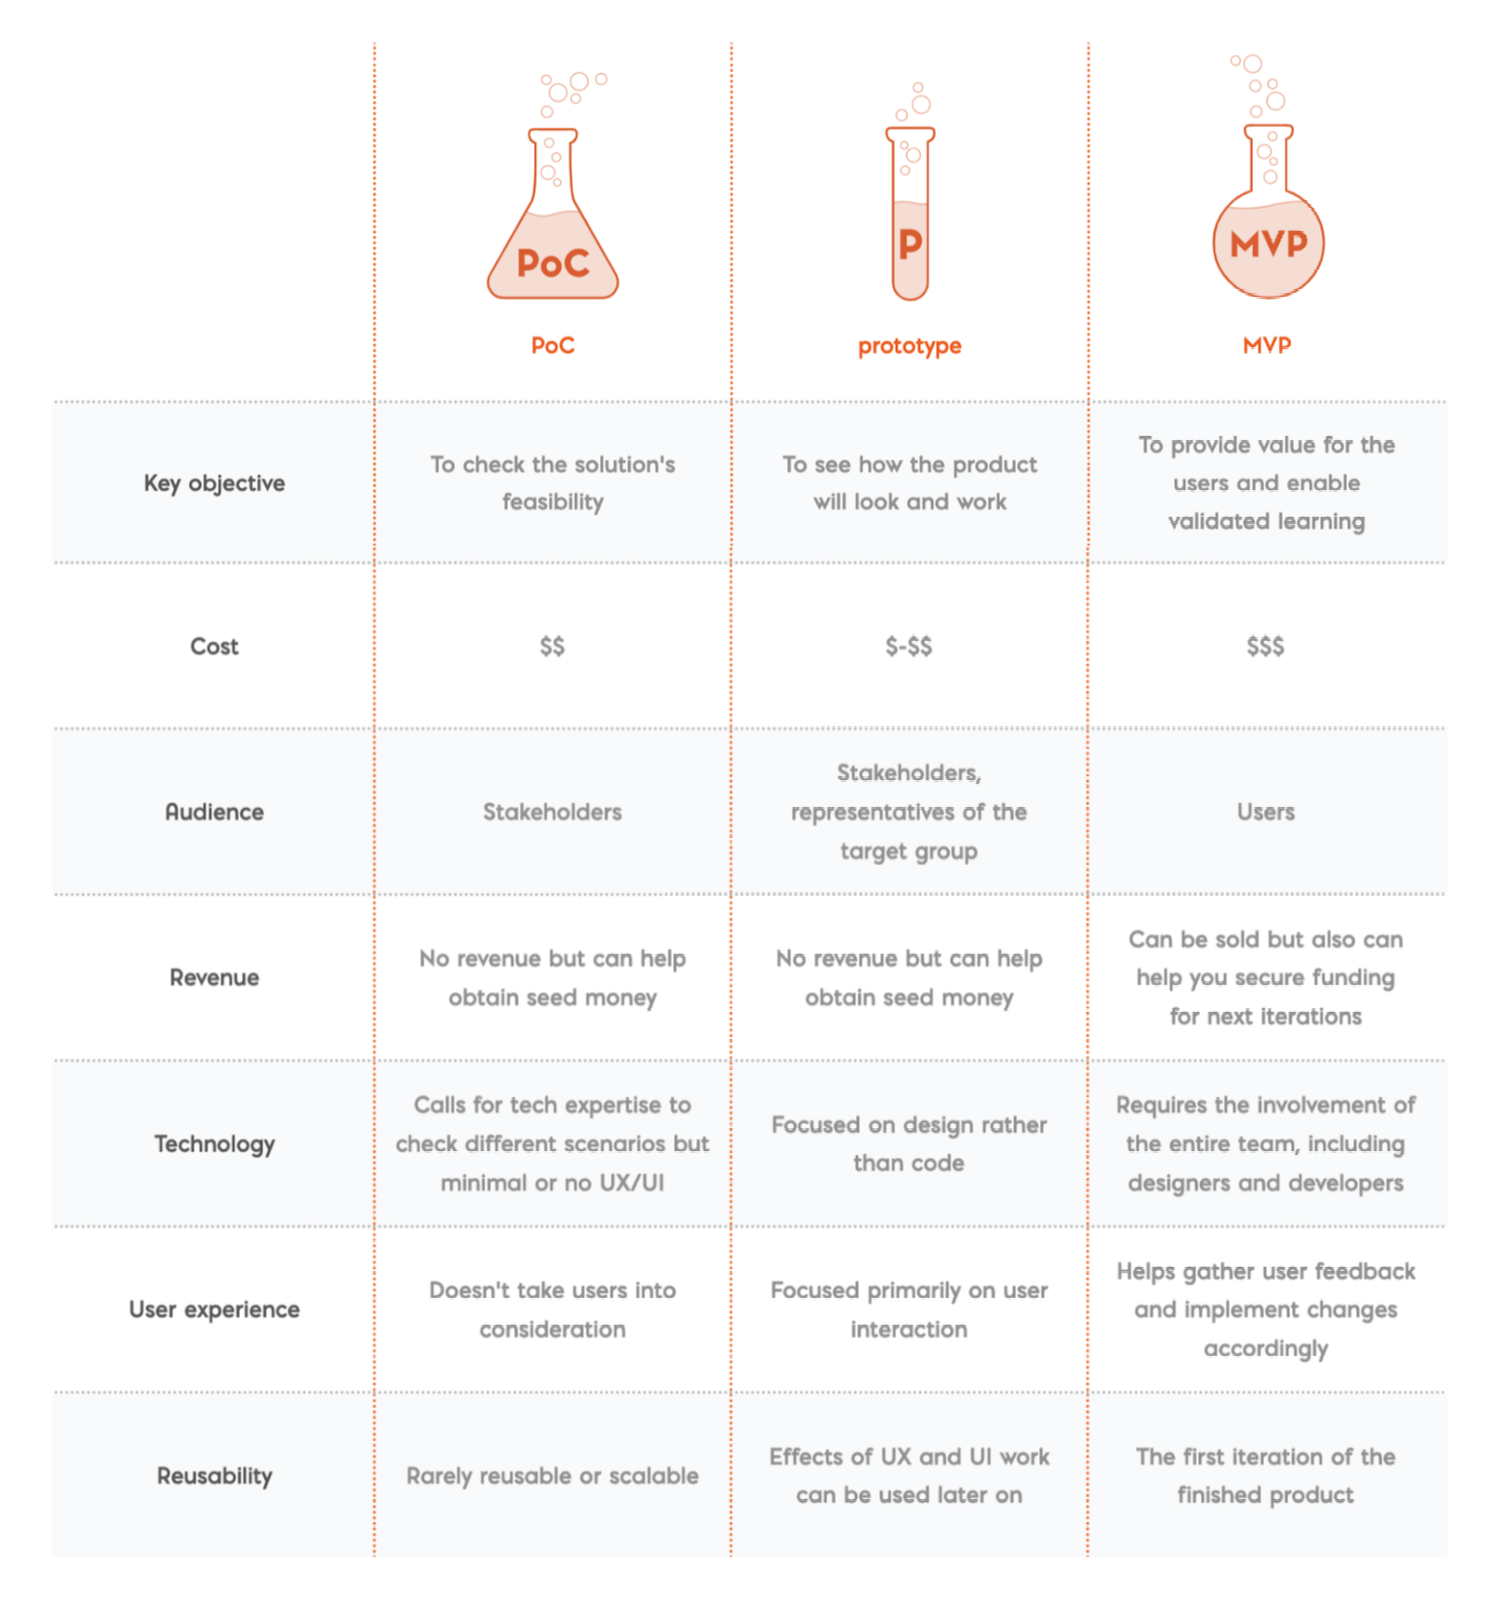 PoC
P
MVP
PoC
prototype
MVP
Key objective
To check the solution's
feasibility
To see how the product
will look and work
To provide value for the
users and enable
validated learning
Cost
$$
$-$$
$$$
Audience
Stakeholders
Stakeholders,
representatives of the
target group
Users
Revenue
No revenue but can help
obtain seed money
No revenue but can help
obtain seed money
Can be sold but also can
help you secure funding
for next iterations
Technology
Calls for tech expertise to
check different scenarios but
minimal or no UX/UI
Focused on design rather
than code
Requires the involvement of
the entire team, including
designers and developers
User experience
Doesn't take users into
consideration
Focused primarily on user
interaction
Helps gather user feedback
and implement changes
accordingly
Reusability
Rarely reusable or scalable
Effects of UX and UI work
can be used later on
The first iteration of the
finished product